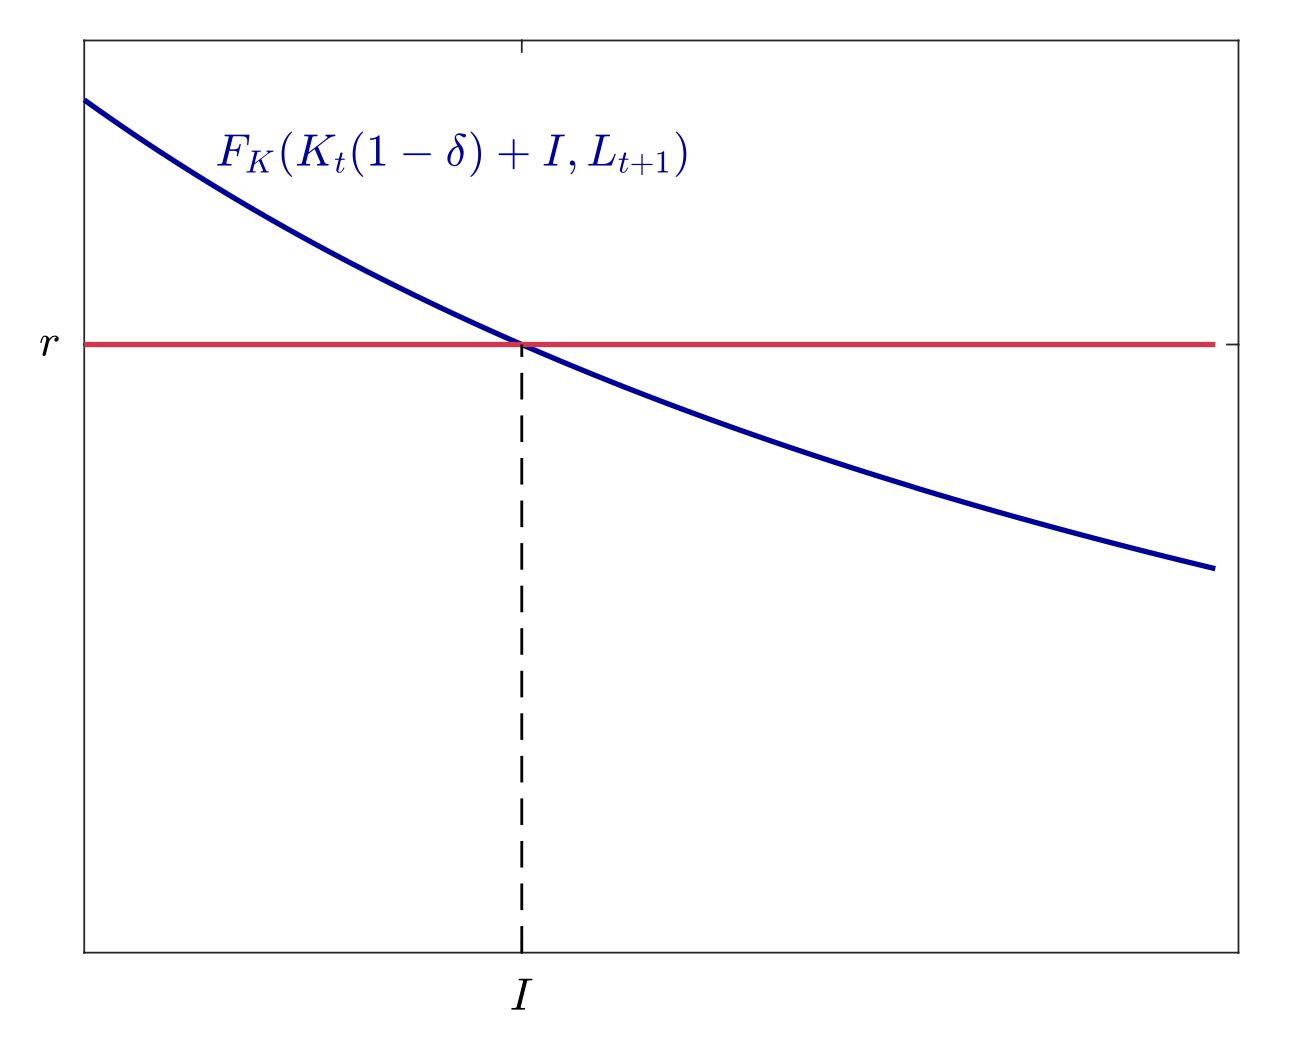 F_K(K_t(1 − δ) + I, L_{t+1})
r
I